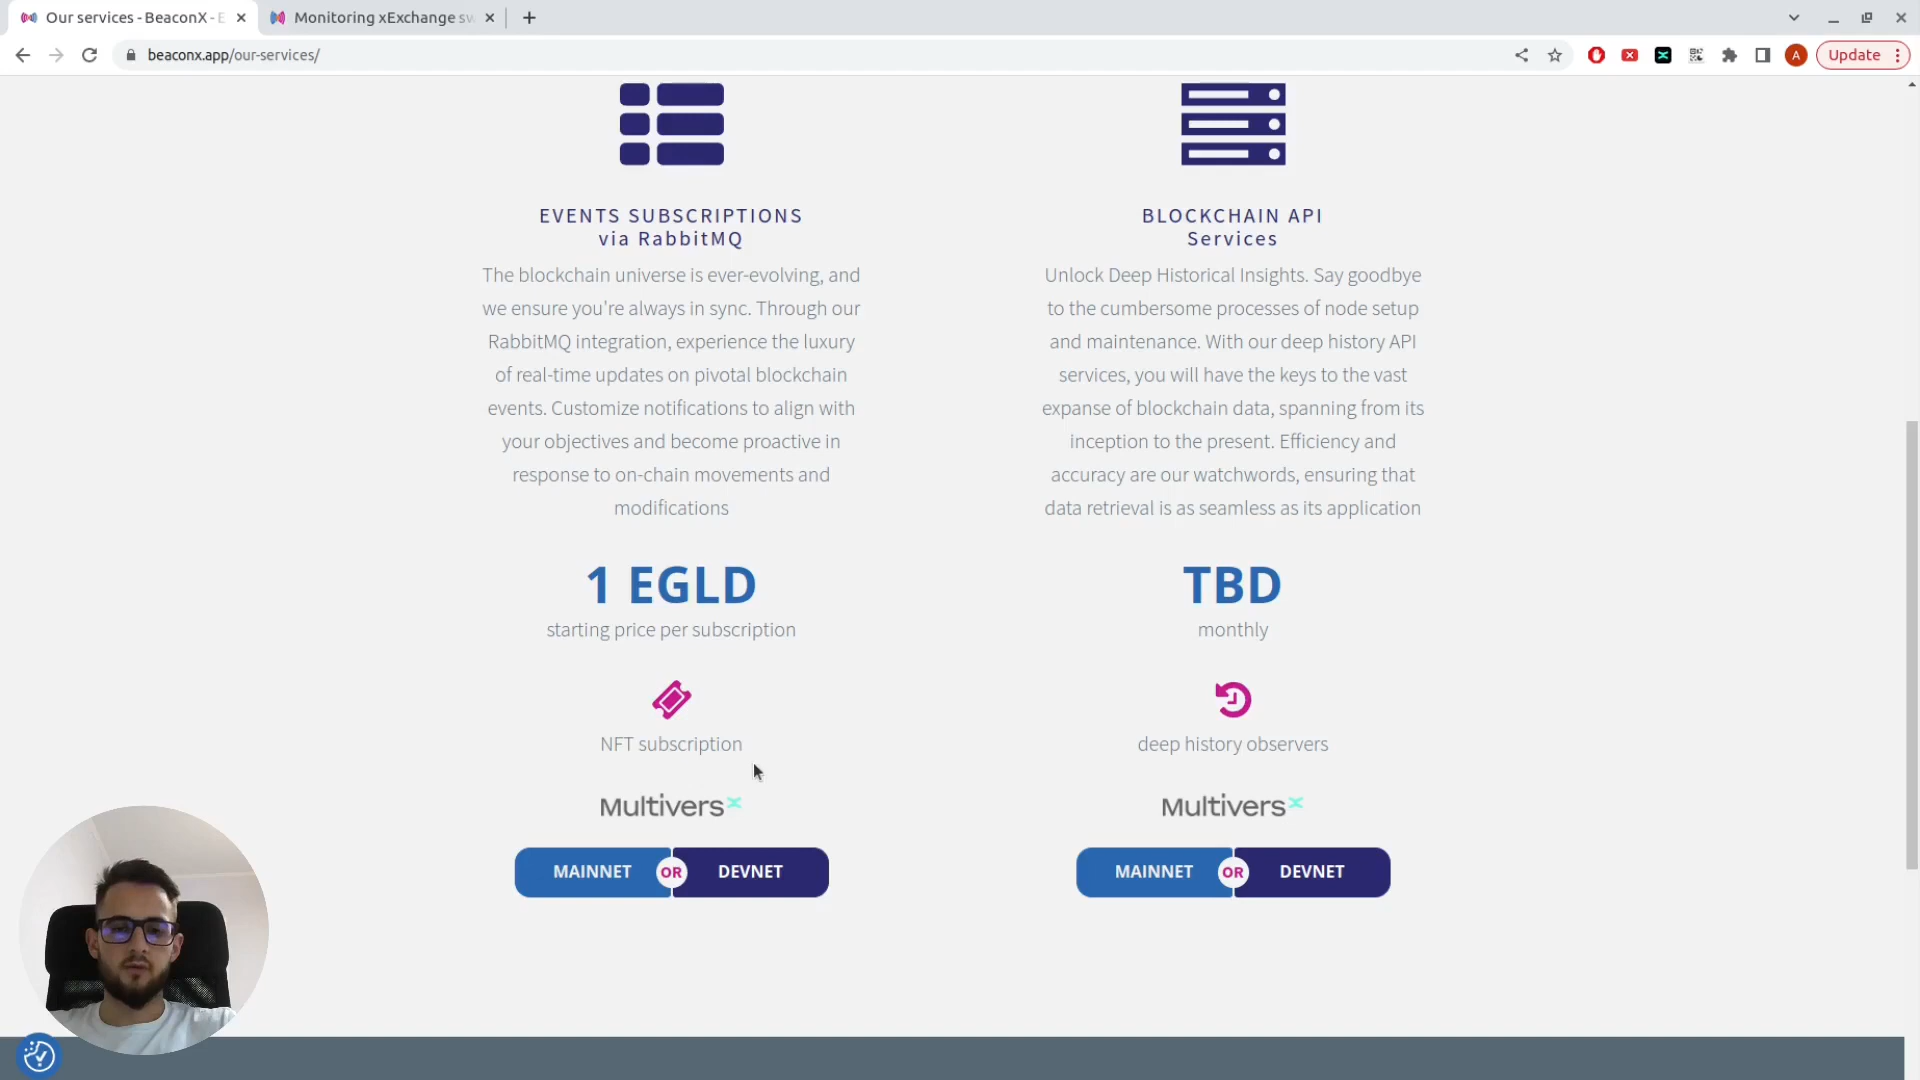 Our services - BeaconX - E
Monitoring xExchange sw
beaconx.app/our-services/
A
Update
EVENTS SUBSCRIPTIONS
via RabbitMQ
The blockchain universe is ever-evolving, and
we ensure you're always in sync. Through our
RabbitMQ integration, experience the luxury
of real-time updates on pivotal blockchain
events. Customize notifications to align with
your objectives and become proactive in
response to on-chain movements and
modifications
1 EGLD
starting price per subscription
NFT subscription
Multiversx
MAINNET OR DEVNET
BLOCKCHAIN API
Services
Unlock Deep Historical Insights. Say goodbye
to the cumbersome processes of node setup
and maintenance. With our deep history API
services, you will have the keys to the vast
expanse of blockchain data, spanning from its
inception to the present. Efficiency and
accuracy are our watchwords, ensuring that
data retrieval is as seamless as its application
TBD
monthly
deep history observers
Multiversx
MAINNET OR DEVNET